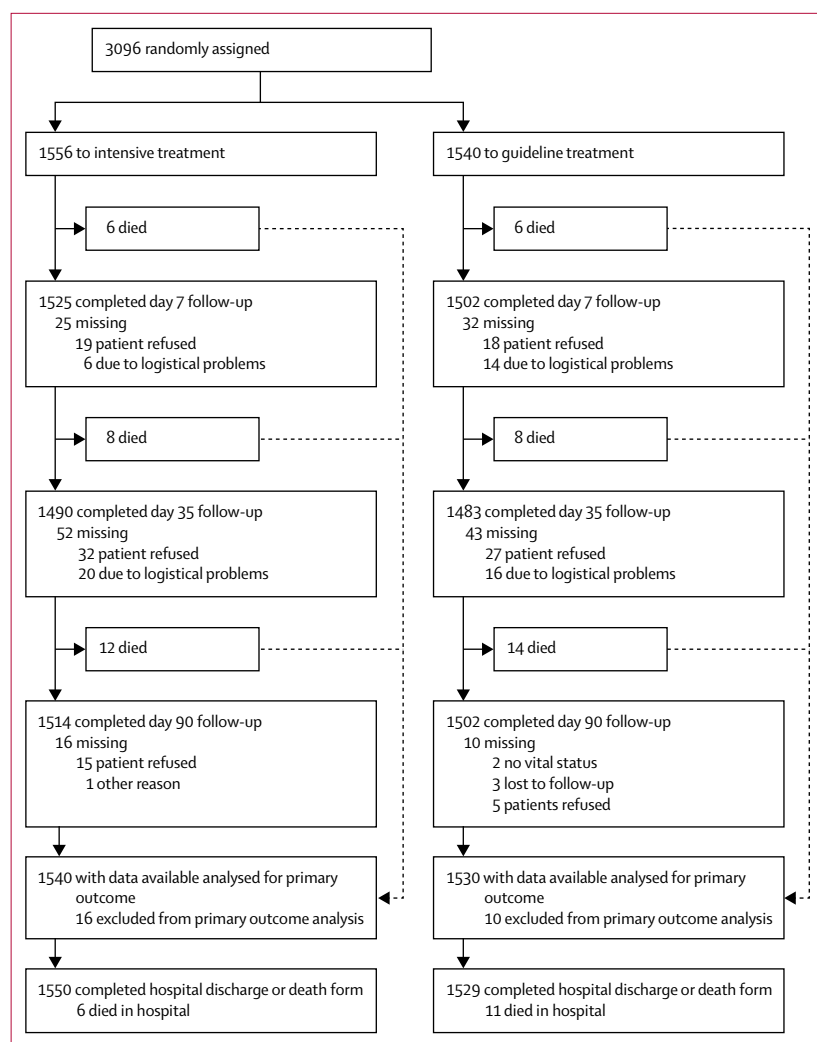 3096 randomly assigned
1556 to intensive treatment
1540 to guideline treatment
6 died
6 died
1525 completed day 7 follow-up
25 missing
19 patient refused
6 due to logistical problems
1502 completed day 7 follow-up
32 missing
18 patient refused
14 due to logistical problems
8 died
8 died
1490 completed day 35 follow-up
52 missing
32 patient refused
20 due to logistical problems
1483 completed day 35 follow-up
43 missing
27 patient refused
16 due to logistical problems
12 died
14 died
1514 completed day 90 follow-up
16 missing
15 patient refused
1 other reason
1502 completed day 90 follow-up
10 missing
2 no vital status
3 lost to follow-up
5 patients refused
1540 with data available analysed for primary
outcome
16 excluded from primary outcome analysis
1530 with data available analysed for primary
outcome
10 excluded from primary outcome analysis
1550 completed hospital discharge or death form
6 died in hospital
1529 completed hospital discharge or death form
11 died in hospital